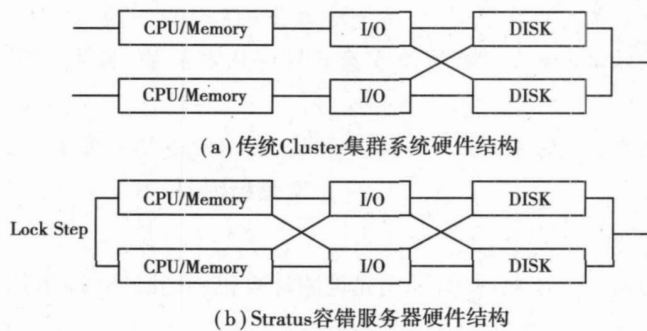 CPU/Memory I/O DISK
CPU/Memory I/O DISK
(a)传统Cluster集群系统硬件结构
CPU/Memory I/O DISK
Lock Step
CPU/Memory I/O DISK
(b)Stratus容错服务器硬件结构